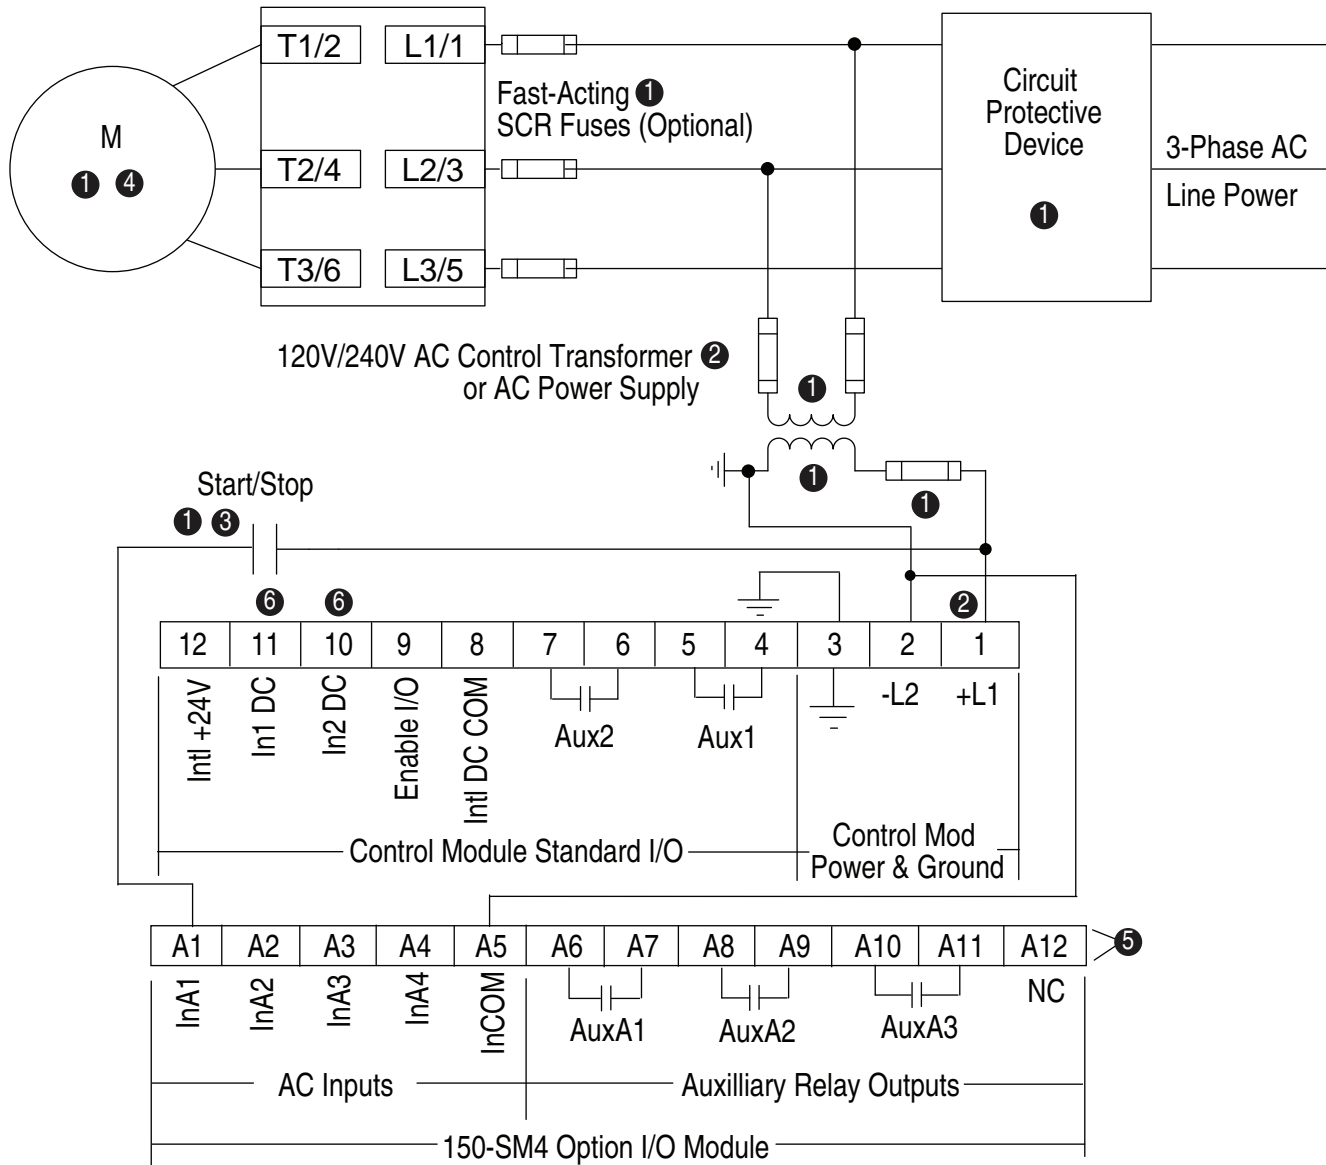 T1/2 L1/1
Fast-Acting ❶
SCR Fuses (Optional)
Circuit
Protective
Device
❶
M
❶ ❹
T2/4 L2/3
3-Phase AC
Line Power
T3/6 L3/5
120V/240V AC Control Transformer ❷
or AC Power Supply
❶
❶
❶
Start/Stop
❶ ❸
❻ ❻ ❷
12 11 10 9 8 7 6 5 4 3 2 1
Intl +24V
In1 DC
In2 DC
Enable I/O
Intl DC COM
Aux2
Aux1
-L2
+L1
Control Module Standard I/O
Control Mod
Power & Ground
A1 A2 A3 A4 A5 A6 A7 A8 A9 A10 A11 A12
❺
InA1
InA2
InA3
InA4
InCOM
AuxA1
AuxA2
AuxA3
NC
AC Inputs
Auxilliary Relay Outputs
150-SM4 Option I/O Module